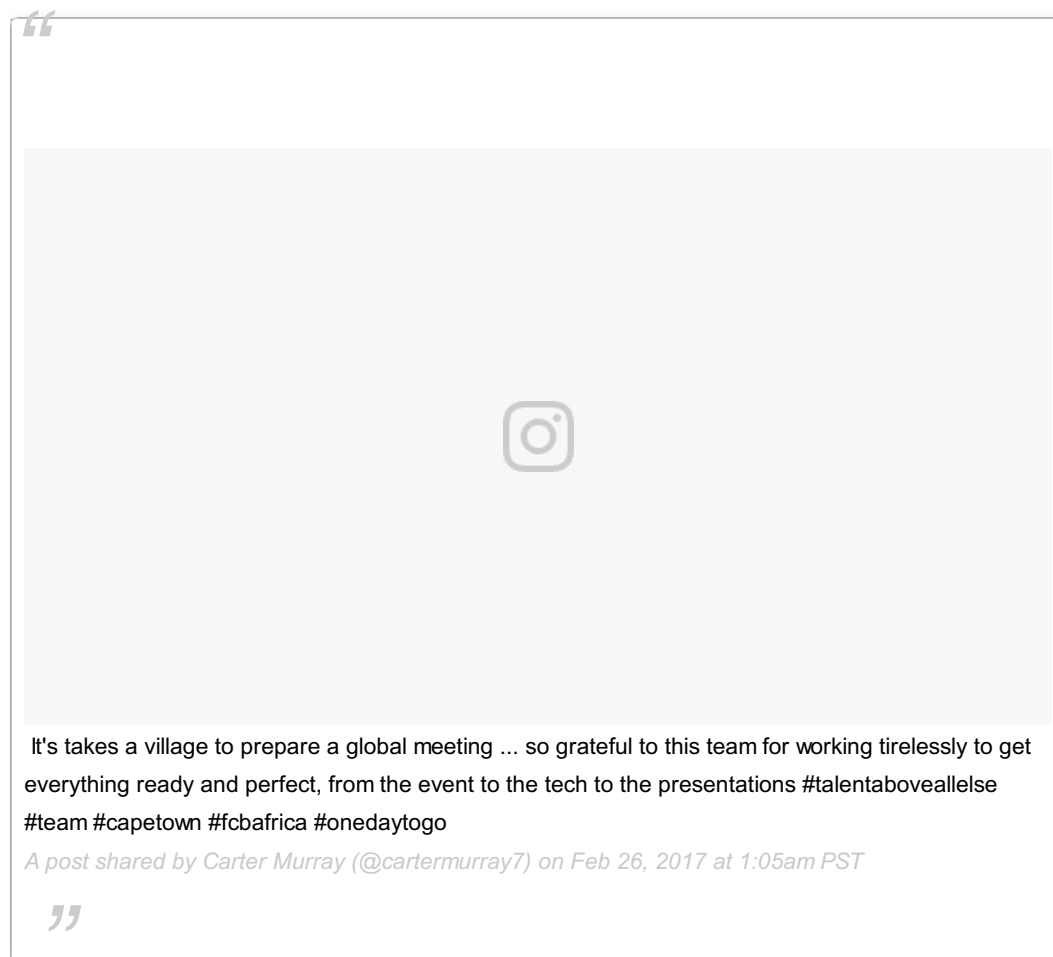 “
It's takes a village to prepare a global meeting ... so grateful to this team for working tirelessly to get
everything ready and perfect, from the event to the tech to the presentations #talentaboveallelse
#team #capetown #fcbafrica #onedaytogo
A post shared by Carter Murray (@cartermurray7) on Feb 26, 2017 at 1:05am PST
”